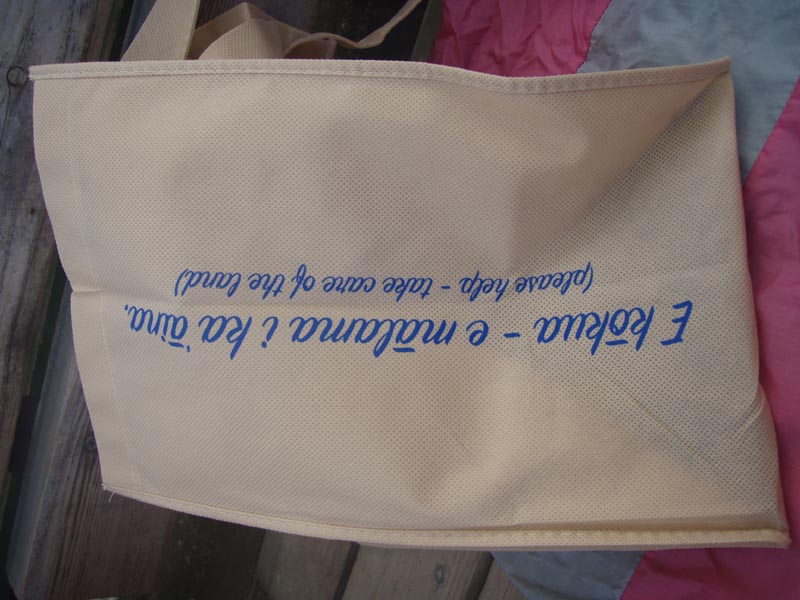 E kōkua - e mālama i ka ʻāina.
(please help - take care of the land)